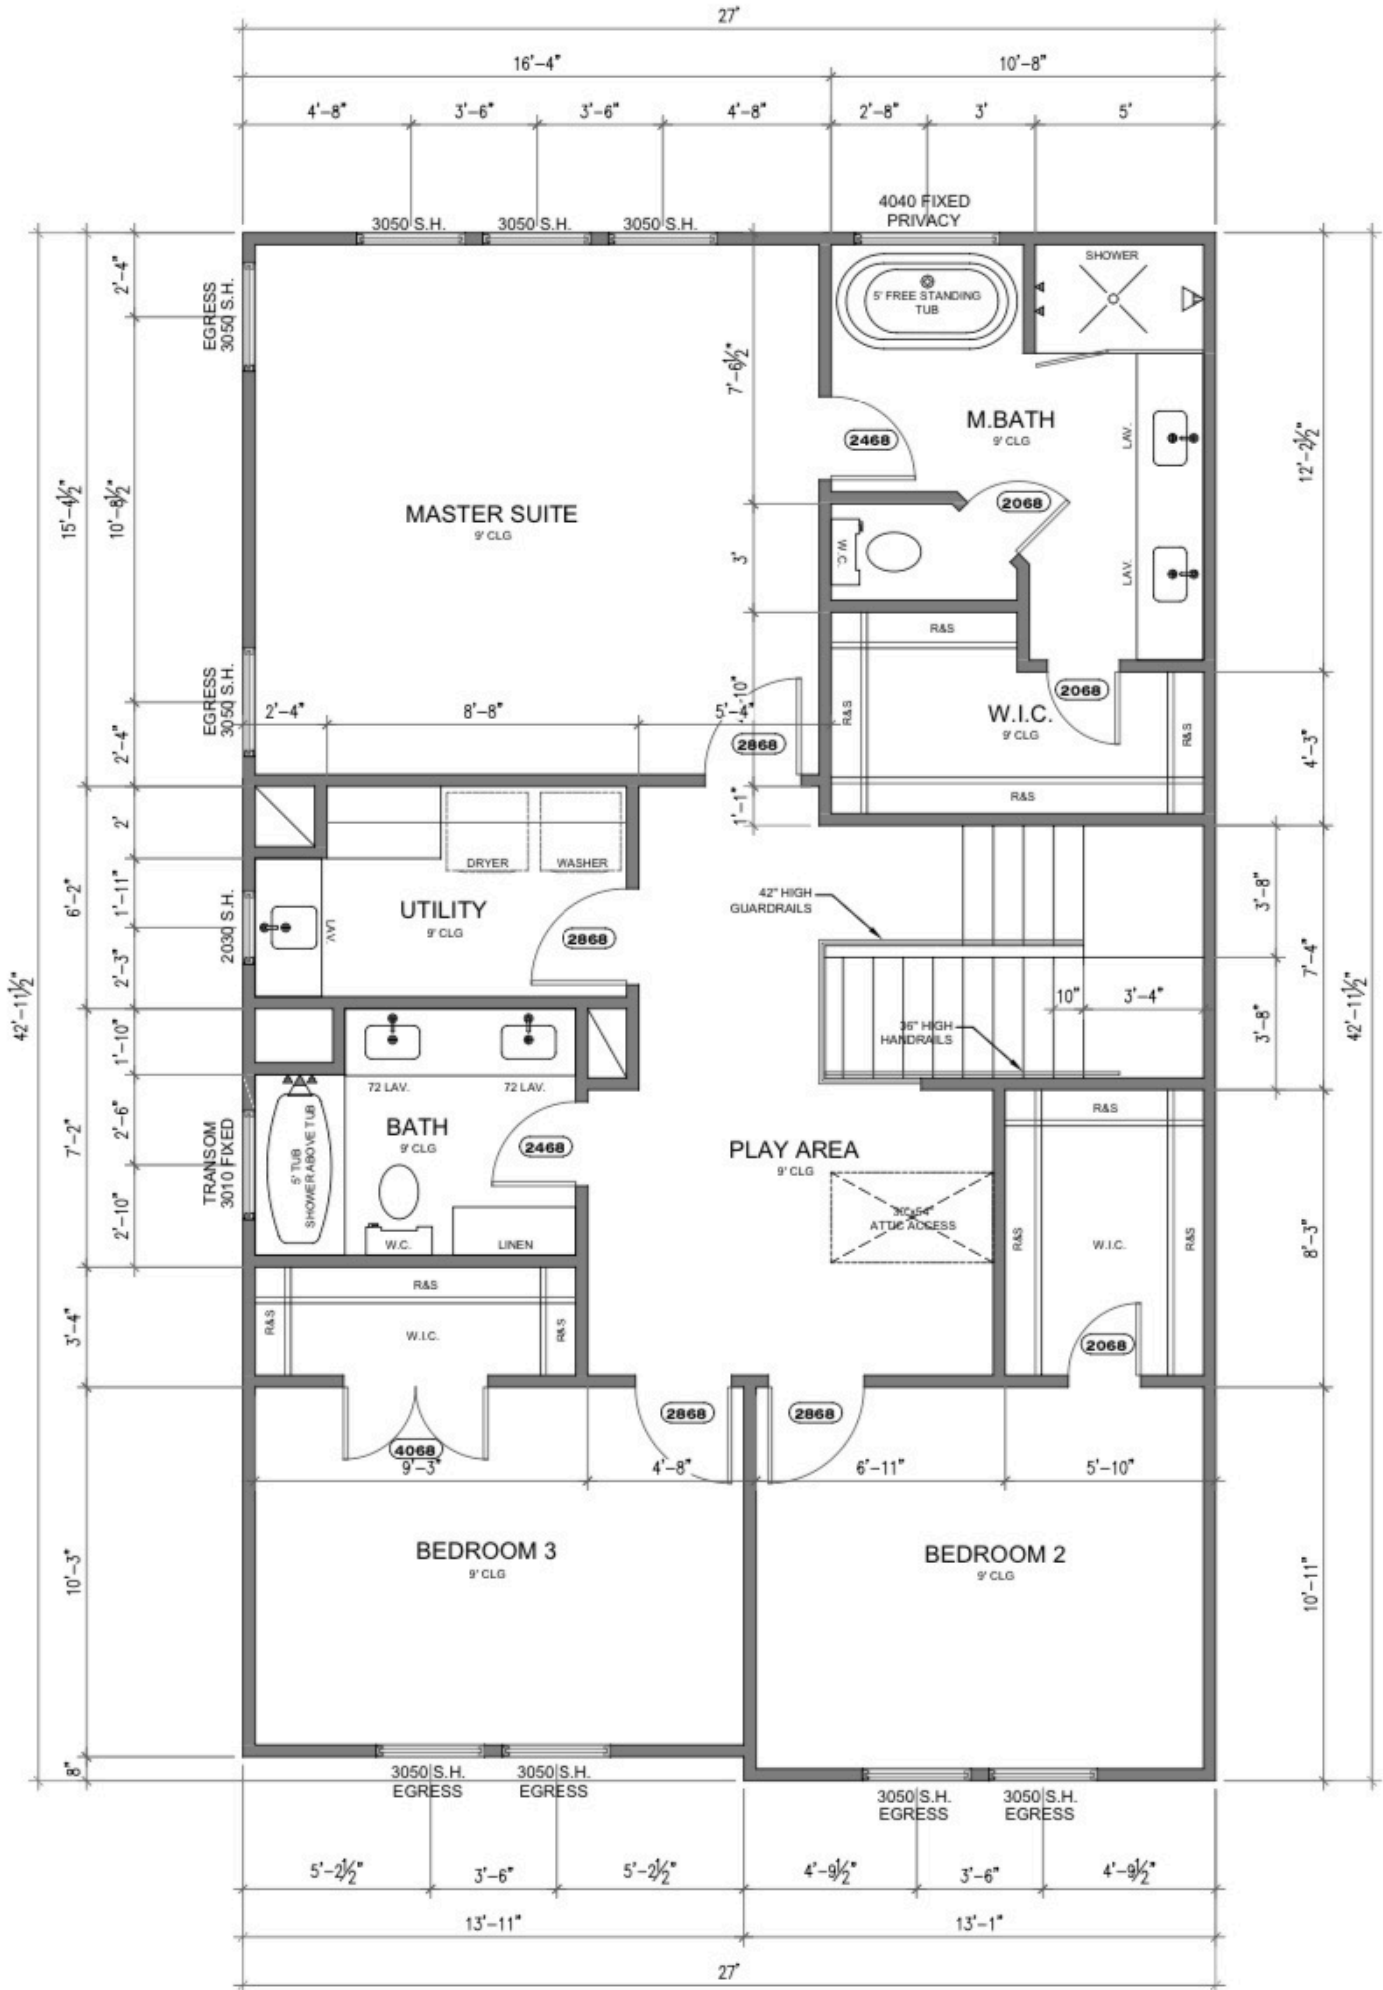 27'
16'-4"
10'-8"
4'-8"
3'-6"
3'-6"
4'-8"
2'-8"
3'
5'
3050 S.H.
3050 S.H.
3050 S.H.
4040 FIXED
PRIVACY
2'-4"
EGRESS
3050 S.H.
SHOWER
5' FREE STANDING
TUB
7'-6½"
M.BATH
9' CLG
2468
LAV.
12'-2½"
15'-4½"
10'-8½"
MASTER SUITE
9' CLG
2068
W.C.
3'
LAV.
R&S
EGRESS
3050 S.H.
2'-4"
8'-8"
5'-4"
2868
R&S
2068
W.I.C.
9' CLG
R&S
R&S
4'-3"
2'-4"
1'-1"
2'
DRYER
WASHER
6'-2"
1'-11"
2030 S.H.
UTILITY
9' CLG
LAV.
2868
42" HIGH
GUARDRAILS
3'-8"
7'-4"
2'-3"
10"
3'-4"
36" HIGH
HANDRAILS
3'-8"
42'-11½"
42'-11½"
1'-10"
72 LAV.
72 LAV.
7'-2"
2'-6"
TRANSOM
3010 FIXED
5' TUB
SHOWER ABOVE TUB
BATH
9' CLG
2468
PLAY AREA
9' CLG
ATTIC ACCESS
R&S
R&S
W.I.C.
R&S
8'-3"
2'-10"
W.C.
LINEN
R&S
R&S
W.I.C.
R&S
3'-4"
2068
2868
2868
4068
9'-3"
4'-8"
6'-11"
5'-10"
BEDROOM 3
9' CLG
BEDROOM 2
9' CLG
10'-3"
10'-11"
8"
3050 S.H.
EGRESS
3050 S.H.
EGRESS
3050 S.H.
EGRESS
3050 S.H.
EGRESS
5'-2½"
3'-6"
5'-2½"
4'-9½"
3'-6"
4'-9½"
13'-11"
13'-1"
27'